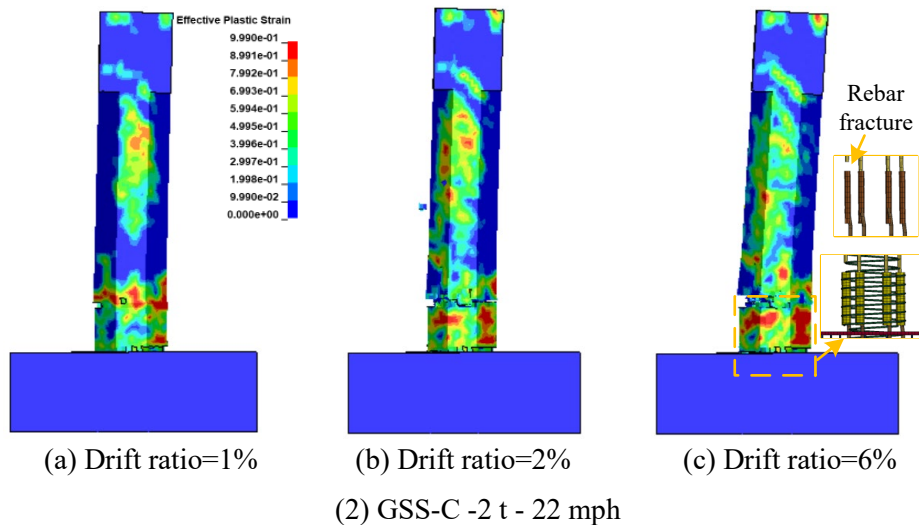 Effective Plastic Strain
9.990e-01
8.991e-01
7.992e-01
6.993e-01
5.994e-01
4.995e-01
3.996e-01
2.997e-01
1.998e-01
9.990e-02
0.000e+00
Rebar
fracture
(a) Drift ratio=1%
(b) Drift ratio=2%
(c) Drift ratio=6%
(2) GSS-C -2 t - 22 mph